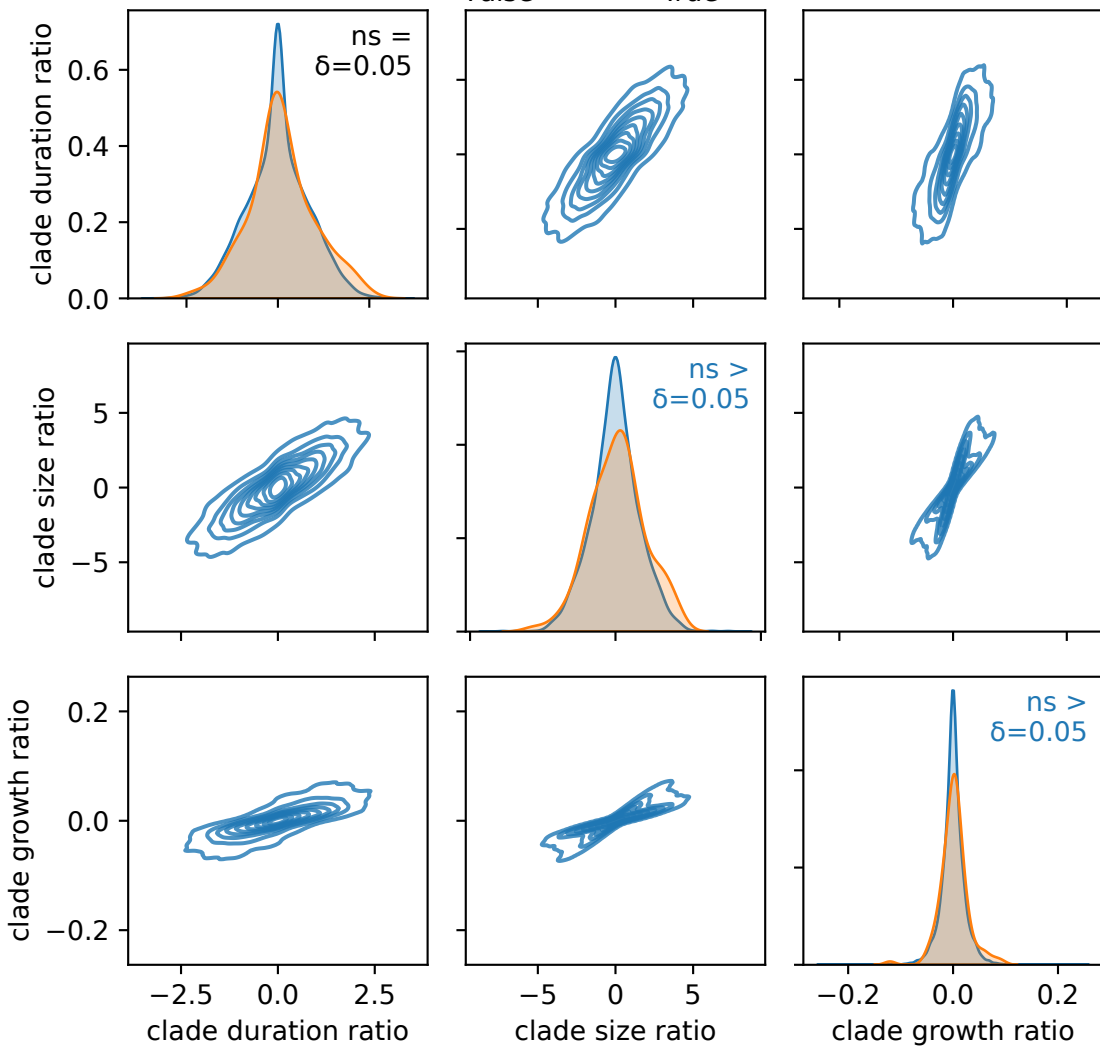 clade duration ratio
0.6
0.4
0.2
0.0
ns =
δ=0.05
clade size ratio
5
0
−5
ns >
δ=0.05
clade growth ratio
0.2
0.0
−0.2
ns >
δ=0.05
−2.5 0.0 2.5
−5 0 5
−0.2 0.0 0.2
clade duration ratio
clade size ratio
clade growth ratio